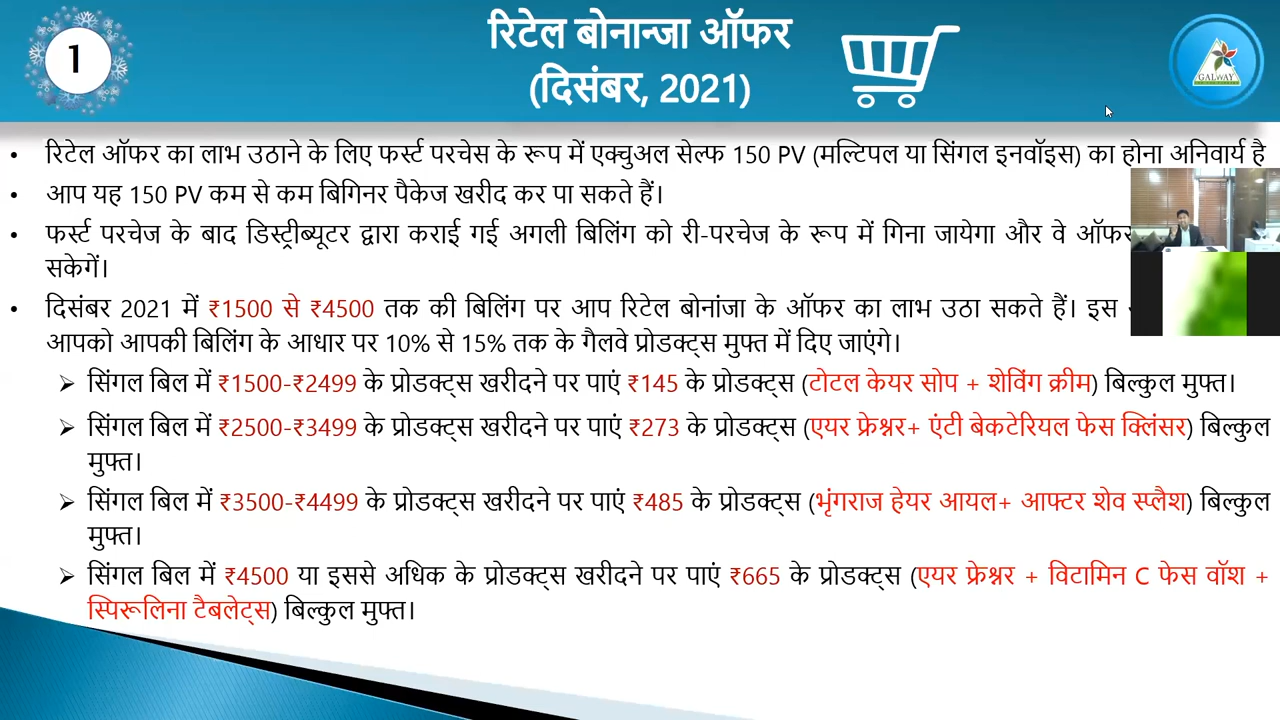 1
रिटेल बोनान्जा ऑफर
(दिसंबर, 2021)
GALWAY
• रिटेल ऑफर का लाभ उठाने के लिए फर्स्ट परचेस के रूप में एक्चुअल सेल्फ 150 PV (मल्टिपल या सिंगल इनवॉइस) का होना अनिवार्य है
• आप यह 150 PV कम से कम बिगिनर पैकेज खरीद कर पा सकते हैं।
• फर्स्ट परचेज के बाद डिस्ट्रीब्यूटर द्वारा कराई गई अगली बिलिंग को री-परचेज के रूप में गिना जायेगा और वे ऑफर
सकेगें।
• दिसंबर 2021 में ₹1500 से ₹4500 तक की बिलिंग पर आप रिटेल बोनांजा के ऑफर का लाभ उठा सकते हैं। इस
आपको आपकी बिलिंग के आधार पर 10% से 15% तक के गैलवे प्रोडक्ट्स मुफ्त में दिए जाएंगे।
➢ सिंगल बिल में ₹1500-₹2499 के प्रोडक्ट्स खरीदने पर पाएं ₹145 के प्रोडक्ट्स (टोटल केयर सोप + शेविंग क्रीम) बिल्कुल मुफ्त।
➢ सिंगल बिल में ₹2500-₹3499 के प्रोडक्ट्स खरीदने पर पाएं ₹273 के प्रोडक्ट्स (एयर फ्रेश्नर+ एंटी बेकटेरियल फेस क्लिंसर) बिल्कुल
मुफ्त।
➢ सिंगल बिल में ₹3500-₹4499 के प्रोडक्ट्स खरीदने पर पाएं ₹485 के प्रोडक्ट्स (भृंगराज हेयर आयल+ आफ्टर शेव स्प्लैश) बिल्कुल
मुफ्त।
➢ सिंगल बिल में ₹4500 या इससे अधिक के प्रोडक्ट्स खरीदने पर पाएं ₹665 के प्रोडक्ट्स (एयर फ्रेश्नर + विटामिन C फेस वॉश +
स्पिरूलिना टैबलेट्स) बिल्कुल मुफ्त।